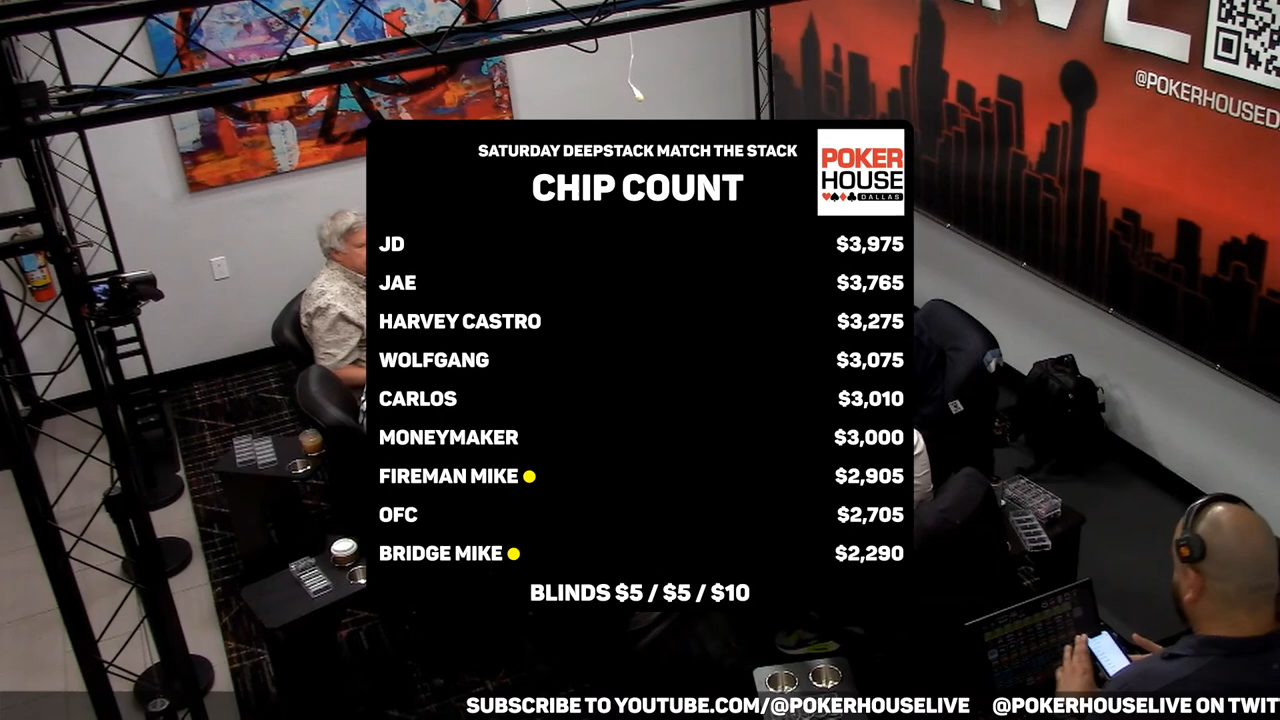 @POKERHOUSED
SATURDAY DEEPSTACK MATCH THE STACK
CHIP COUNT
POKER
HOUSE
DALLAS
JD $3,975
JAE $3,765
HARVEY CASTRO $3,275
WOLFGANG $3,075
CARLOS $3,010
MONEYMAKER $3,000
FIREMAN MIKE $2,905
OFC $2,705
BRIDGE MIKE $2,290
BLINDS $5 / $5 / $10
SUBSCRIBE TO YOUTUBE.COM/@POKERHOUSELIVE @POKERHOUSELIVE ON TWIT